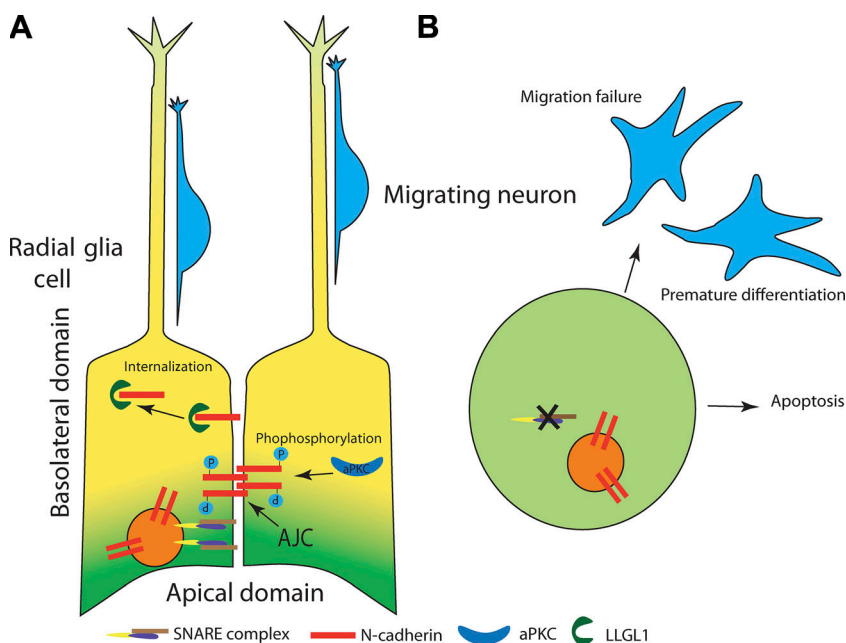 A
B
Migration failure
Migrating neuron
Radial glia
cell
Premature differentiation
Basolateral domain
Internalization
Phophosphorylation
P
aPKC
P
P
AJC
Apoptosis
Apical domain
SNARE complex
N-cadherin
aPKC
LLGL1